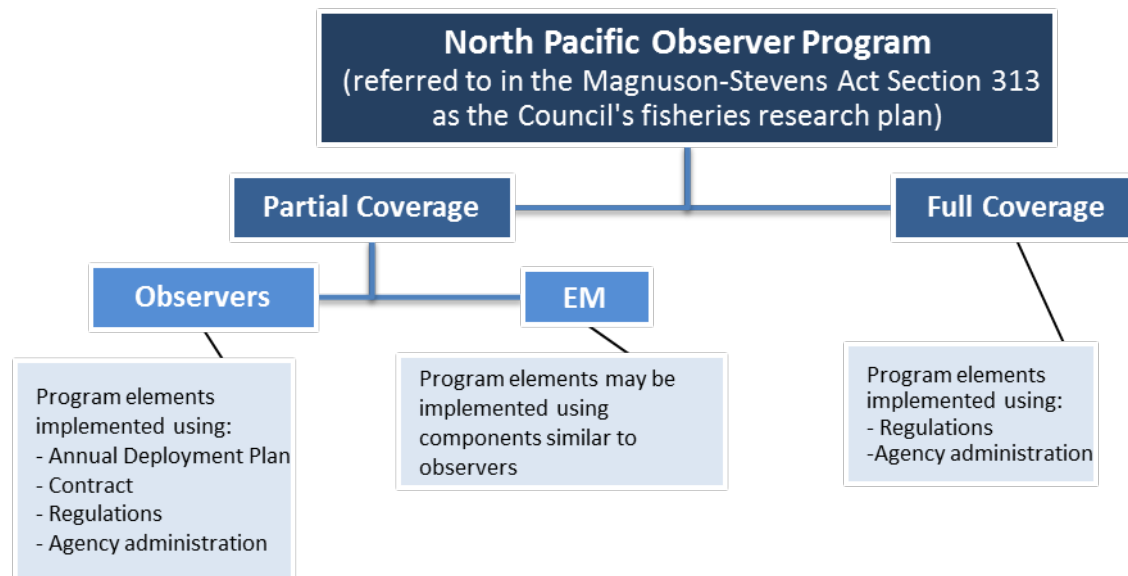 North Pacific Observer Program
(referred to in the Magnuson-Stevens Act Section 313
as the Council's fisheries research plan)
Partial Coverage
Full Coverage
Observers
EM
Program elements
implemented using:
- Annual Deployment Plan
- Contract
- Regulations
- Agency administration
Program elements may be
implemented using
components similar to
observers
Program elements
implemented using:
- Regulations
-Agency administration